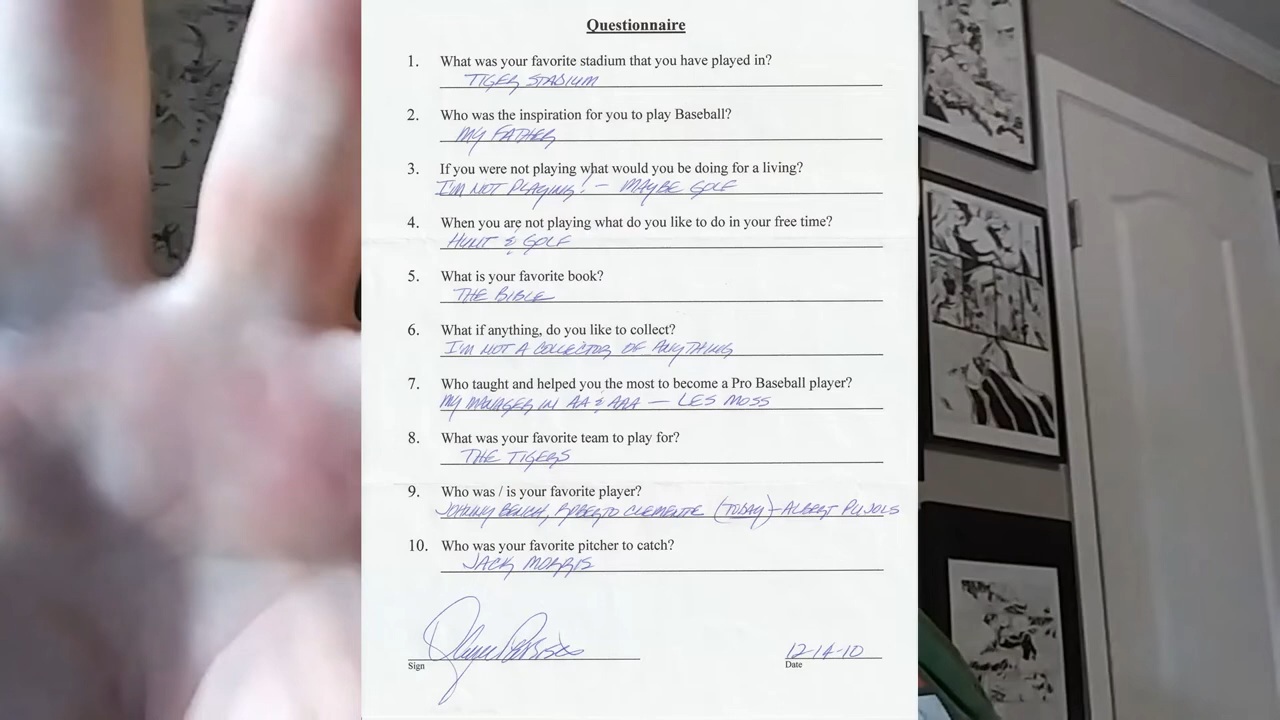 Questionnaire
1. What was your favorite stadium that you have played in?
TIGER STADIUM
2. Who was the inspiration for you to play Baseball?
MY FATHER
3. If you were not playing what would you be doing for a living?
I'M NOT PLAYING! - MAYBE GOLF
4. When you are not playing what do you like to do in your free time?
HUNT & GOLF
5. What is your favorite book?
THE BIBLE
6. What if anything, do you like to collect?
I'M NOT A COLLECTOR OF ANYTHING
7. Who taught and helped you the most to become a Pro Baseball player?
MY MANAGER IN AA & AAA - LES MOSS
8. What was your favorite team to play for?
THE TIGERS
9. Who was / is your favorite player?
JOHNNY BENCH, ROBERTO CLEMENTE (TODAY) - ALBERT PUJOLS
10. Who was your favorite pitcher to catch?
JACK MORRIS
12-14-10
Sign Date